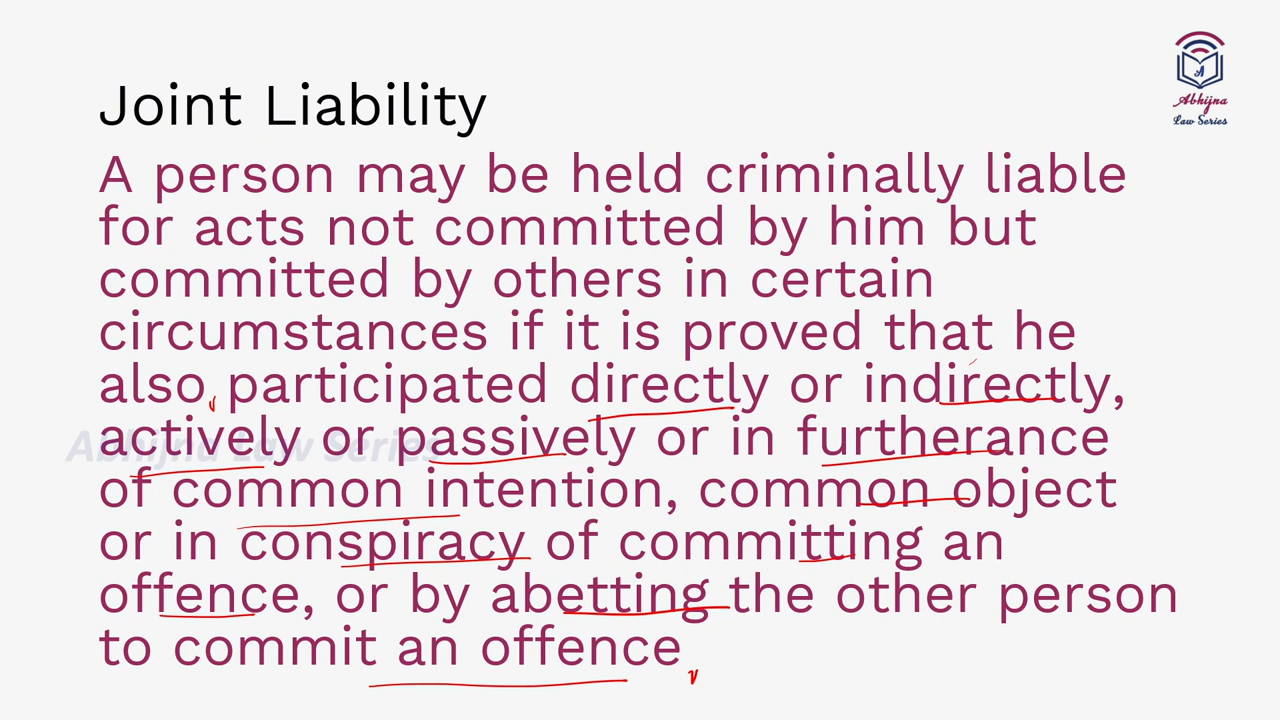 Abhijna
Law Series
Joint Liability
A person may be held criminally liable
for acts not committed by him but
committed by others in certain
circumstances if it is proved that he
also participated directly or indirectly,
actively or passively or in furtherance
Abhijna Law Series
of common intention, common object
or in conspiracy of committing an
offence, or by abetting the other person
to commit an offence